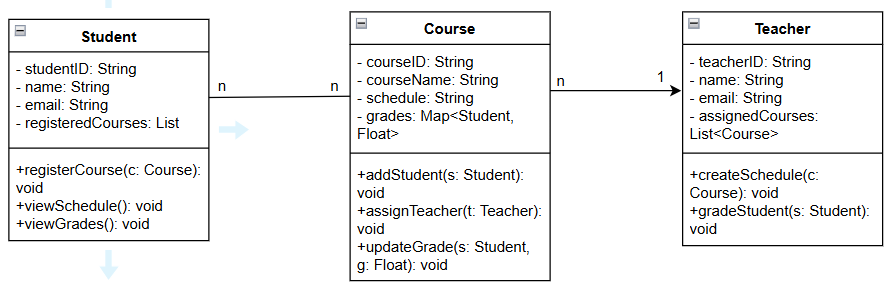 Student
- studentID: String
- name: String
- email: String
- registeredCourses: List
+registerCourse(c: Course):
void
+viewSchedule(): void
+viewGrades(): void
n
n
Course
- courseID: String
- courseName: String
- schedule: String
- grades: Map<Student,
Float>
+addStudent(s: Student):
void
+assignTeacher(t: Teacher):
void
+updateGrade(s: Student,
g: Float): void
n
1
Teacher
- teacherID: String
- name: String
- email: String
- assignedCourses:
List<Course>
+createSchedule(c:
Course): void
+gradeStudent(s: Student):
void